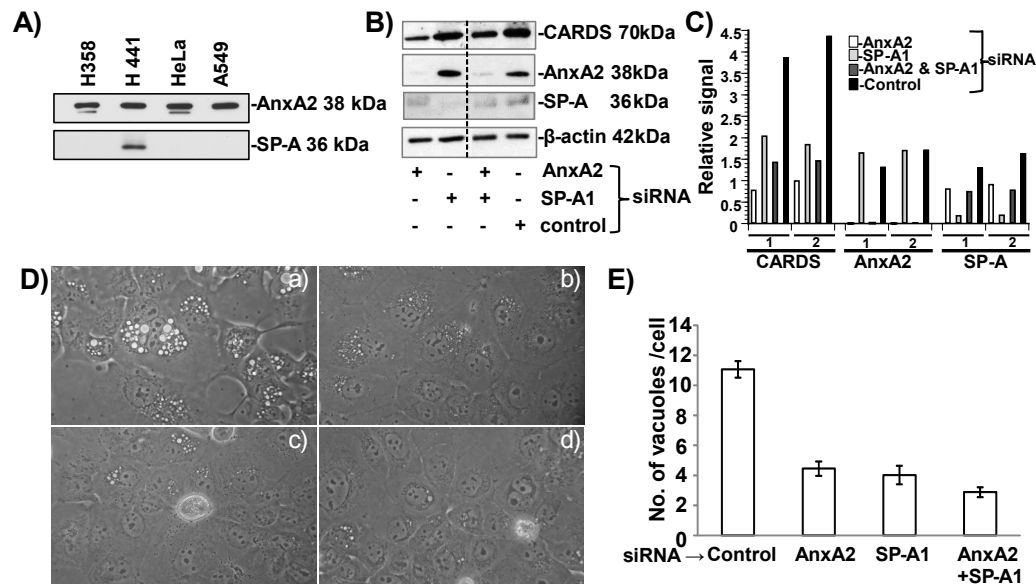 A)
H358
H 441
HeLa
A549
-AnxA2 38 kDa
-SP-A 36 kDa
B)
-CARDS 70kDa
-AnxA2 38kDa
-SP-A 36kDa
-β-actin 42kDa
+ - + - AnxA2
- + + - SP-A1
- - - + control
siRNA
C)
Relative signal
4.5
4
3.5
3
2.5
2
1.5
1
0.5
0
-AnxA2
-SP-A1
-AnxA2 & SP-A1
-Control
siRNA
1 2 1 2 1 2
CARDS AnxA2 SP-A
D)
a)
b)
c)
d)
E)
No. of vacuoles /cell
14
12
10
8
6
4
2
0
siRNA → Control AnxA2 SP-A1 AnxA2
+SP-A1